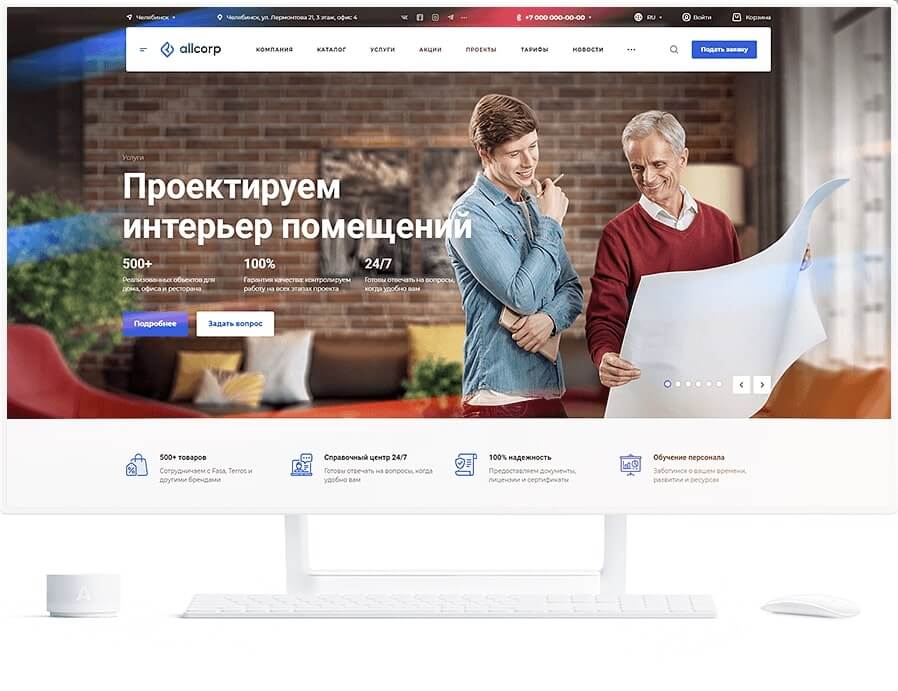 Челябинск
Челябинск, ул. Лермонтова 21, 3 этаж, офис 4
+7 000 000-00-00
RU
Войти
Корзина
allcorp
КОМПАНИЯ
КАТАЛОГ
УСЛУГИ
АКЦИИ
ПРОЕКТЫ
ТАРИФЫ
НОВОСТИ
Подать заявку
Услуги
Проектируем
интерьер помещений
500+
Реализованных объектов для
дома, офиса и ресторана
100%
Гарантия качества: контролируем
работу на всех этапах проекта
24/7
Готовы отвечать на вопросы,
когда удобно вам
Подробнее
Задать вопрос
500+ товаров
Сотрудничаем с Fasa, Terros и
другими брендами
Справочный центр 24/7
Готовы отвечать на вопросы, когда
удобно вам
100% надежность
Предоставляем документы,
лицензии и сертификаты
Обучение персонала
Заботимся о вашем времени,
развитии и ресурсах
A